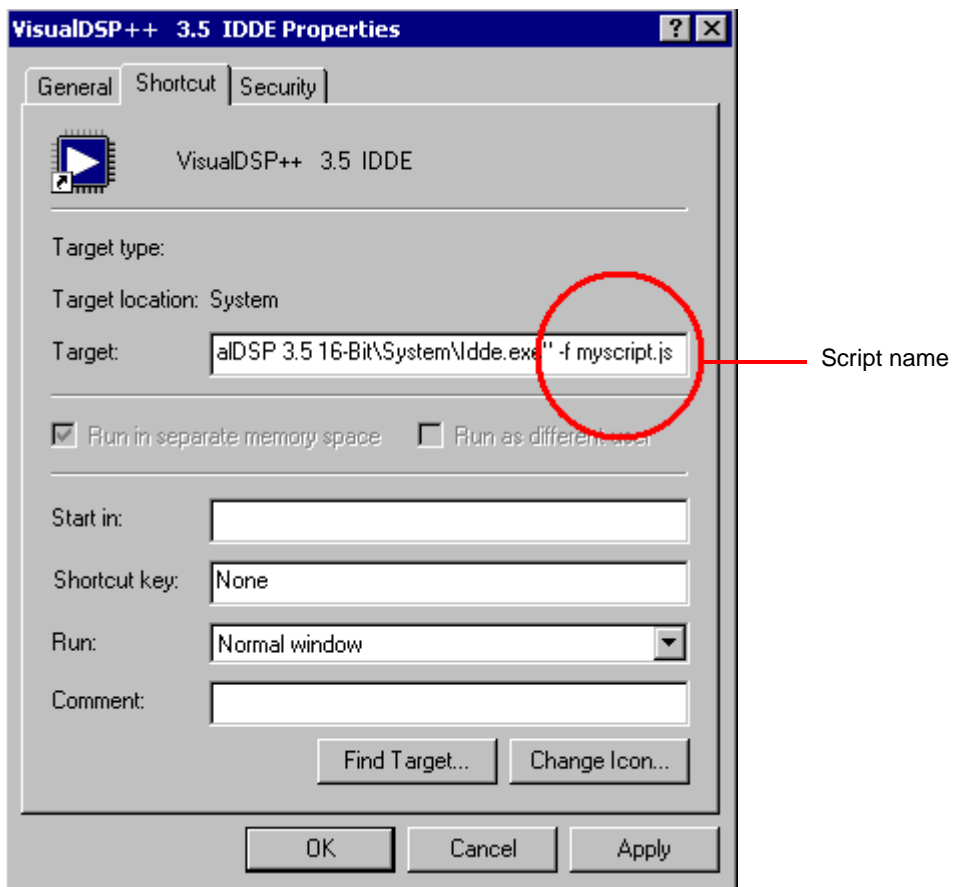 VisualDSP++ 3.5 IDDE Properties
General Shortcut Security
VisualDSP++ 3.5 IDDE
Target type:
Target location: System
Target: alDSP 3.5 16-Bit\System\Idde.exe" -f myscript.js
Script name
Run in separate memory space Run as different user
Start in:
Shortcut key: None
Run: Normal window
Comment:
Find Target... Change Icon...
OK Cancel Apply